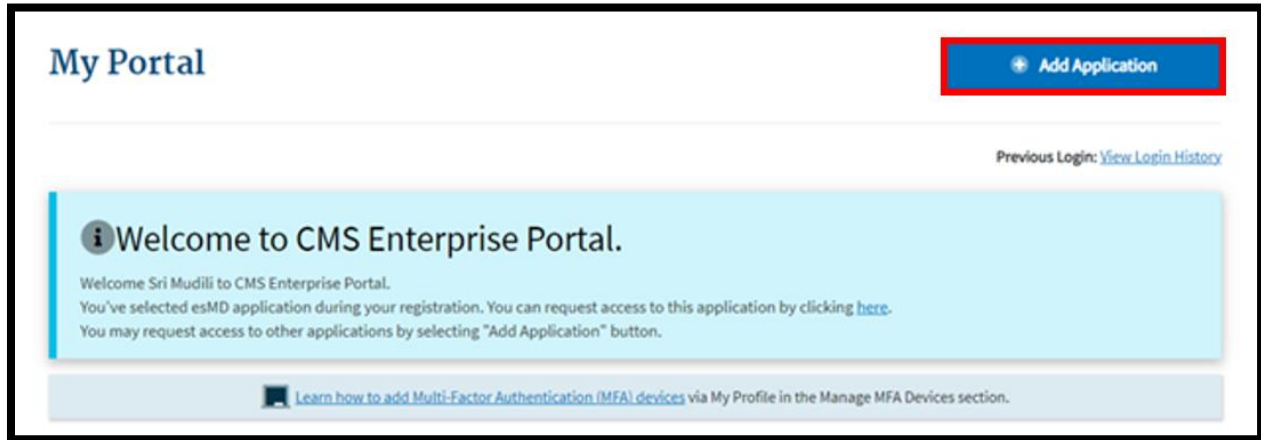 My Portal
Add Application
Previous Login: View Login History
Welcome to CMS Enterprise Portal.
Welcome Sri Mudili to CMS Enterprise Portal.
You've selected esMD application during your registration. You can request access to this application by clicking here.
You may request access to other applications by selecting "Add Application" button.
Learn how to add Multi-Factor Authentication (MFA) devices via My Profile in the Manage MFA Devices section.